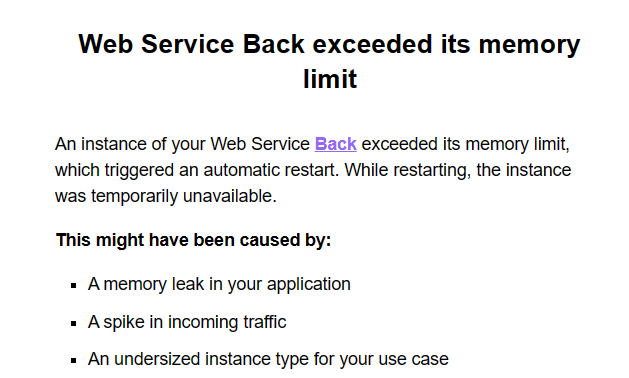 Web Service Back exceeded its memory
limit
An instance of your Web Service Back exceeded its memory limit,
which triggered an automatic restart. While restarting, the instance
was temporarily unavailable.
This might have been caused by:
▪ A memory leak in your application
▪ A spike in incoming traffic
▪ An undersized instance type for your use case